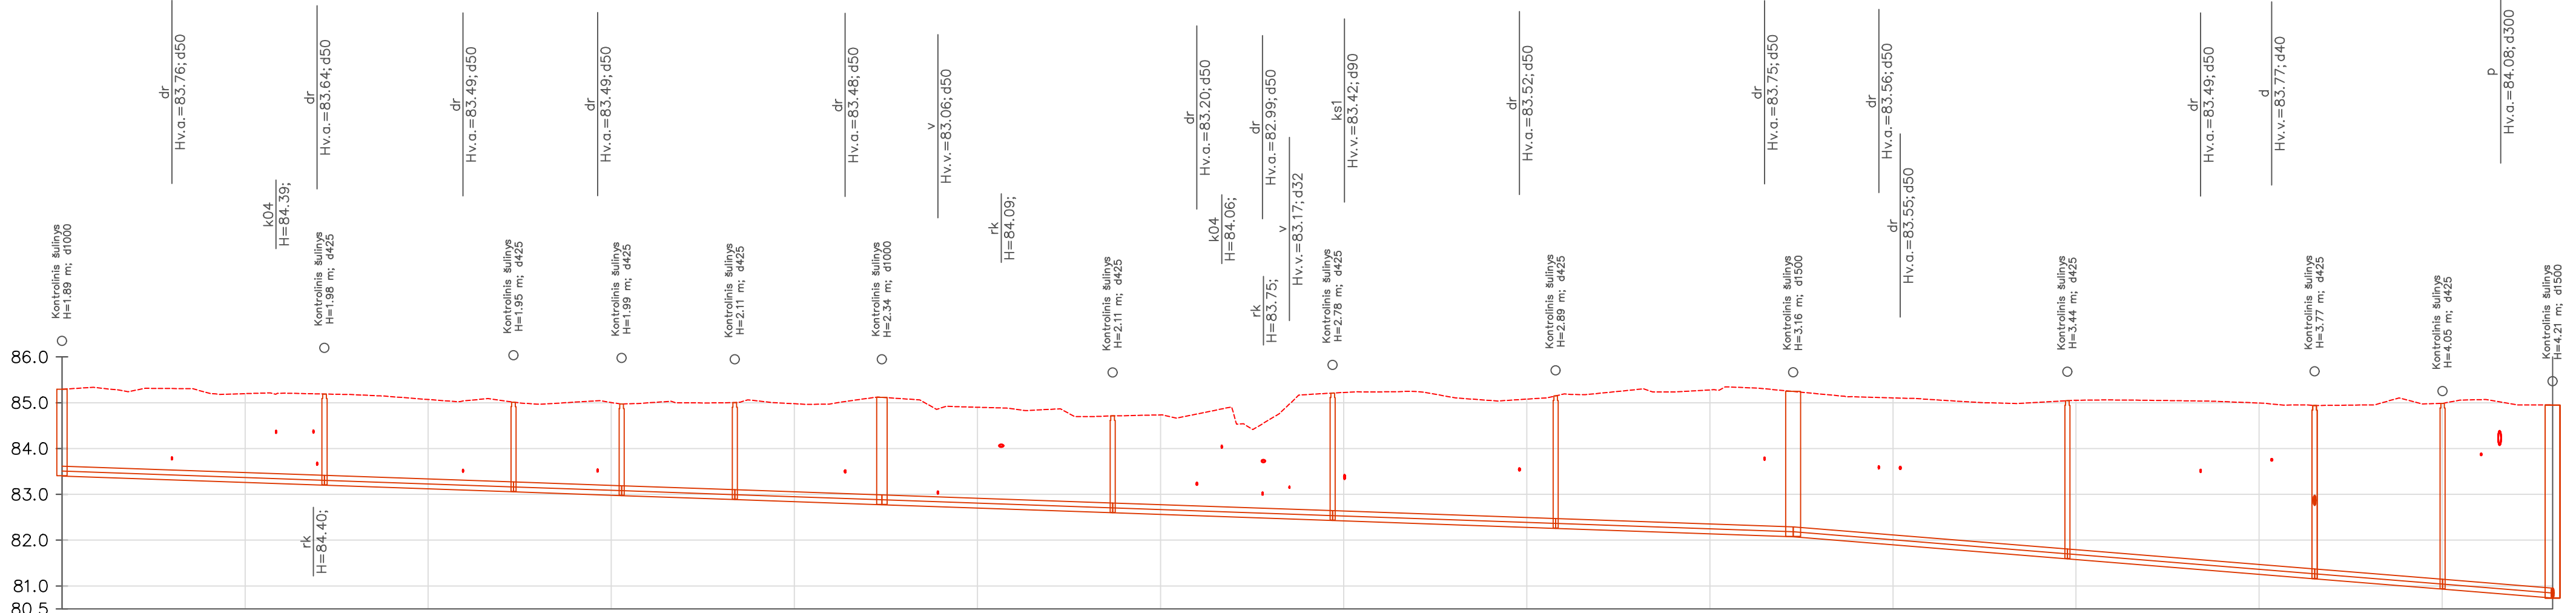 dr
Hv.a.=83.76; d50
k04
H=84.39;
dr
Hv.a.=83.64; d50
dr
Hv.a.=83.49; d50
dr
Hv.a.=83.49; d50
dr
Hv.a.=83.48; d50
v
Hv.v.=83.06; d50
rk
H=84.09;
dr
Hv.a.=83.20; d50
k04
H=84.06;
dr
Hv.a.=82.99; d50
rk
H=83.75;
v
Hv.v.=83.17; d32
ks1
Hv.v.=83.42; d90
dr
Hv.a.=83.52; d50
dr
Hv.a.=83.75; d50
dr
Hv.a.=83.56; d50
dr
Hv.a.=83.55; d50
dr
Hv.a.=83.49; d50
d
Hv.v.=83.77; d40
p
Hv.a.=84.08; d300
Kontrolinis šulinys
H=1.89 m; d1000
Kontrolinis šulinys
H=1.98 m; d425
Kontrolinis šulinys
H=1.95 m; d425
Kontrolinis šulinys
H=1.99 m; d425
Kontrolinis šulinys
H=2.11 m; d425
Kontrolinis šulinys
H=2.34 m; d1000
Kontrolinis šulinys
H=2.11 m; d425
Kontrolinis šulinys
H=2.78 m; d425
Kontrolinis šulinys
H=2.89 m; d425
Kontrolinis šulinys
H=3.16 m; d1500
Kontrolinis šulinys
H=3.44 m; d425
Kontrolinis šulinys
H=3.77 m; d425
Kontrolinis šulinys
H=4.05 m; d425
Kontrolinis šulinys
H=4.21 m; d1500
86.0
85.0
84.0
83.0
82.0
81.0
80.5
rk
H=84.40;